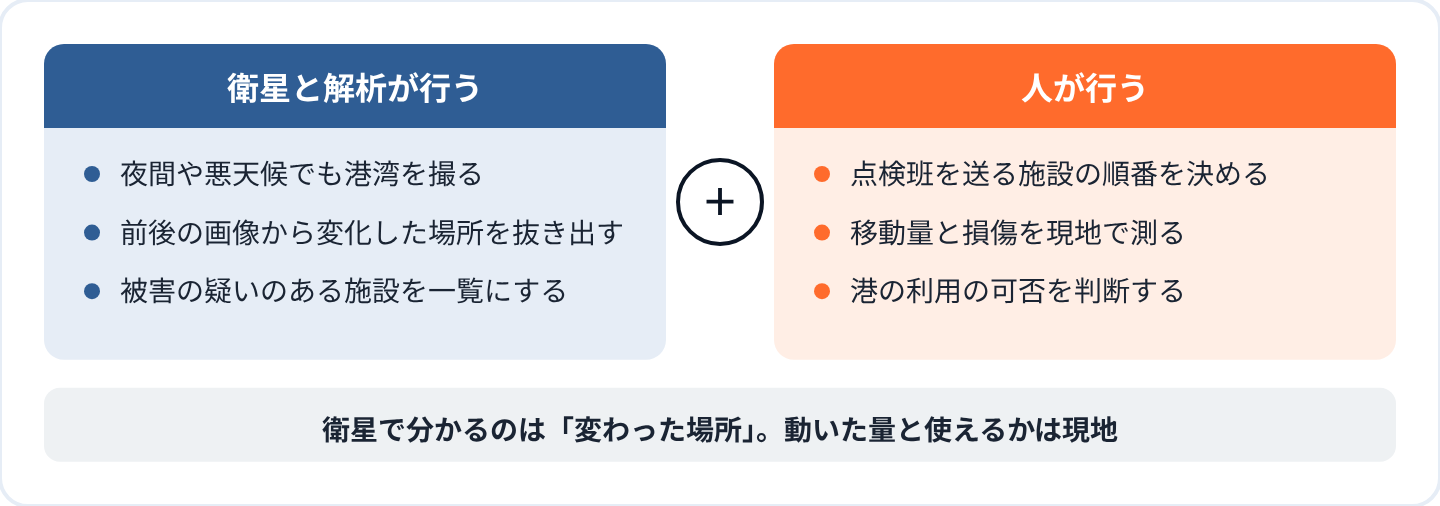 衛星と解析が行う
夜間や悪天候でも港湾を撮る
前後の画像から変化した場所を抜き出す
被害の疑いのある施設を一覧にする
+
人が行う
点検班を送る施設の順番を決める
移動量と損傷を現地で測る
港の利用の可否を判断する
衛星で分かるのは「変わった場所」。動いた量と使えるかは現地